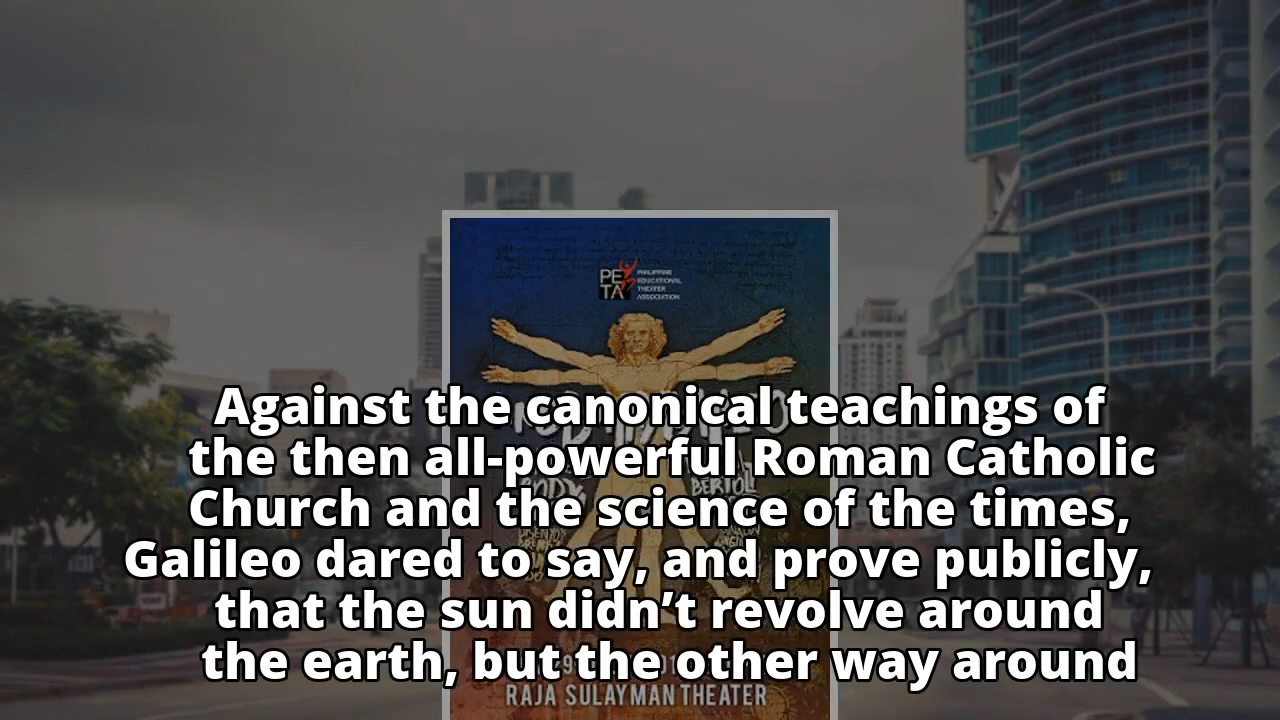 PE
TA
PHILIPPINE
EDUCATIONAL
THEATER
ASSOCIATION
Against the canonical teachings of
the then all-powerful Roman Catholic
Church and the science of the times,
Galileo dared to say, and prove publicly,
that the sun didn’t revolve around
the earth, but the other way around
RAJA SULAYMAN THEATER